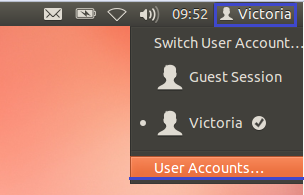 09:52 Victoria
Switch User Account...
Guest Session
Victoria
User Accounts...